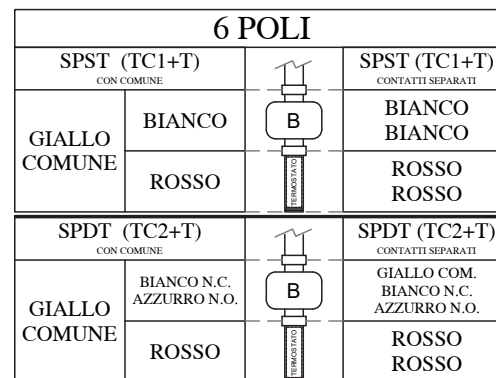 6 POLI
SPST (TC1+T)
CON COMUNE
SPST (TC1+T)
CONTATTI SEPARATI
GIALLO
COMUNE
BIANCO
B
BIANCO
BIANCO
ROSSO
TERMOSTATO
ROSSO
ROSSO
SPDT (TC2+T)
CON COMUNE
SPDT (TC2+T)
CONTATTI SEPARATI
GIALLO
COMUNE
BIANCO N.C.
AZZURRO N.O.
B
GIALLO COM.
BIANCO N.C.
AZZURRO N.O.
ROSSO
TERMOSTATO
ROSSO
ROSSO